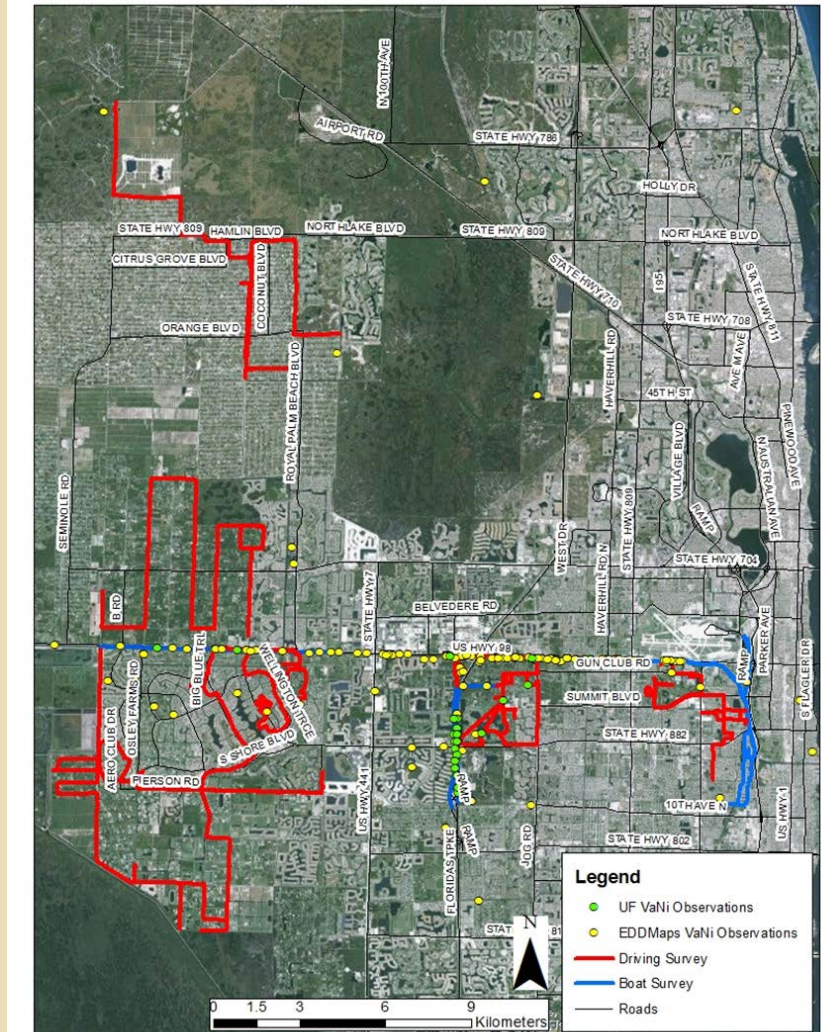 N 100TH AVE
AIRPORT RD
STATE HWY 786
HOLLY DR
STATE HWY 809
HAMLIN BLVD
NORTHLAKE BLVD
STATE HWY 809
NORTHLAKE BLVD
CITRUS GROVE BLVD
COCONUT BLVD
STATE HWY 710
I95
STATE HWY 811
ORANGE BLVD
STATE HWY 708
HAVERHILL RD
AVE M AVE
ROYAL PALM BEACH BLVD
45TH ST
PINEWOOD AVE
SEMINOLE RD
VILLAGE BLVD
N AUSTRALIAN AVE
RAMP
STATE HWY 809
WEST DR
HAVERHILL RD N
STATE HWY 704
STATE HWY 7
B RD
BELVEDERE RD
PARKER AVE
US HWY 98
GUN CLUB RD
RAMP
BIG BLUE TRL
WELLINGTON TRCE
OSLEY FARMS RD
SUMMIT BLVD
S FLAGLER DR
AERO CLUB DR
S SHORE BLVD
STATE HWY 882
PIERSON RD
US HWY 441
RAMP
10TH AVE N
US HWY 1
FLORIDAS TPKE
RAMP
JOG RD
STATE HWY 802
N
Legend
UF VaNi Observations
EDDMaps VaNi Observations
Driving Survey
Boat Survey
Roads
0 1.5 3 6 9
Kilometers